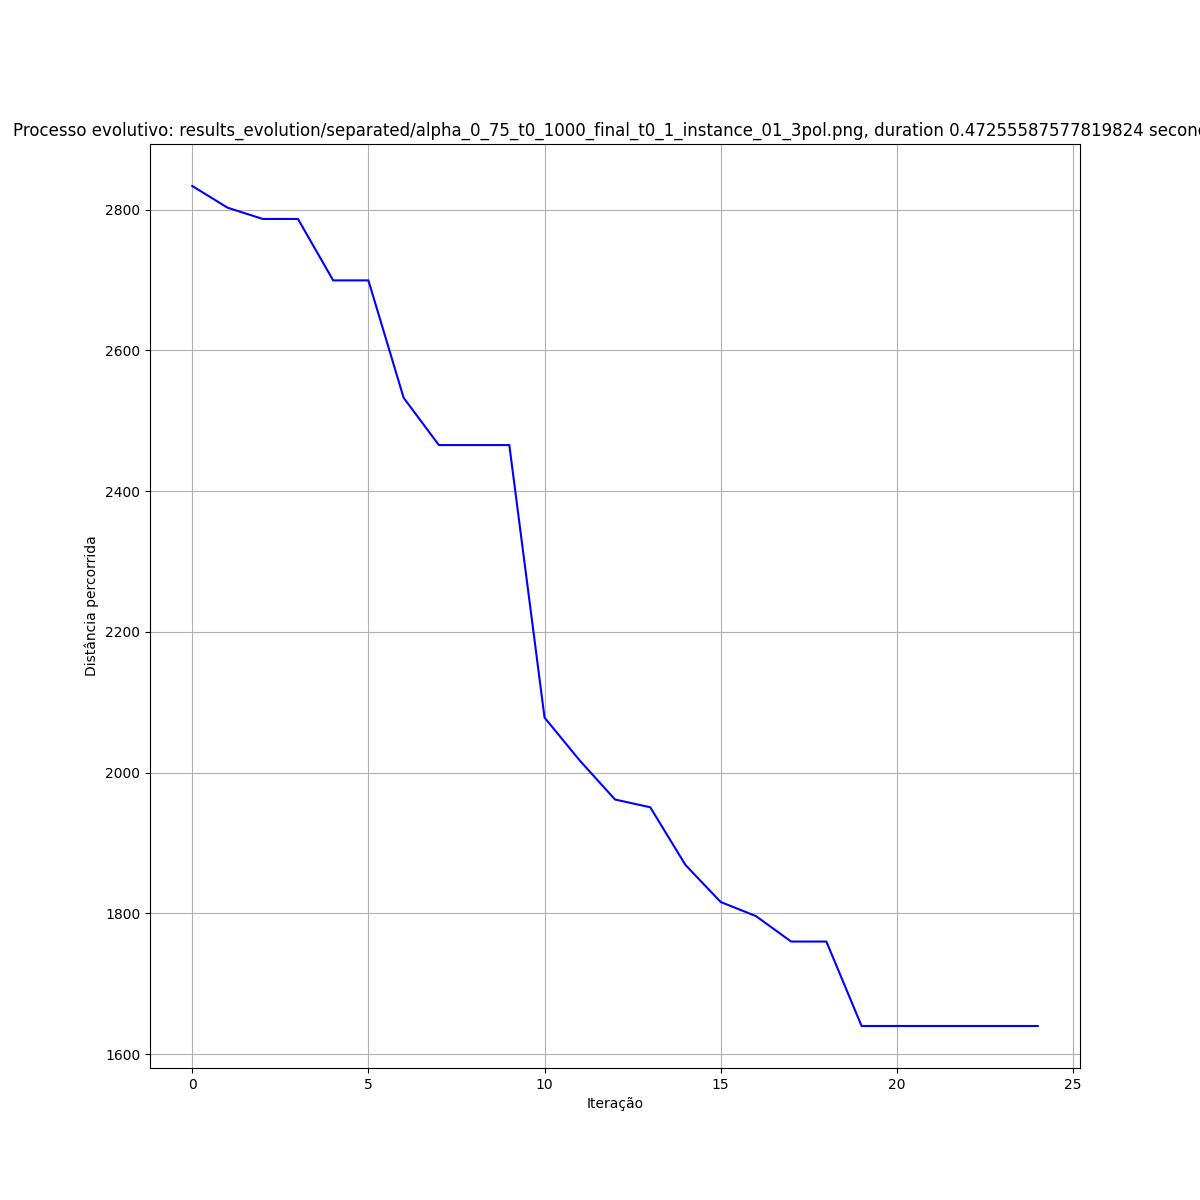 Processo evolutivo: results_evolution/separated/alpha_0_75_t0_1000_final_t0_1_instance_01_3pol.png, duration 0.47255587577819824
2800
2600
2400
2200
2000
1800
1600
Distância percorrida
0 5 10 15 20 25
Iteração